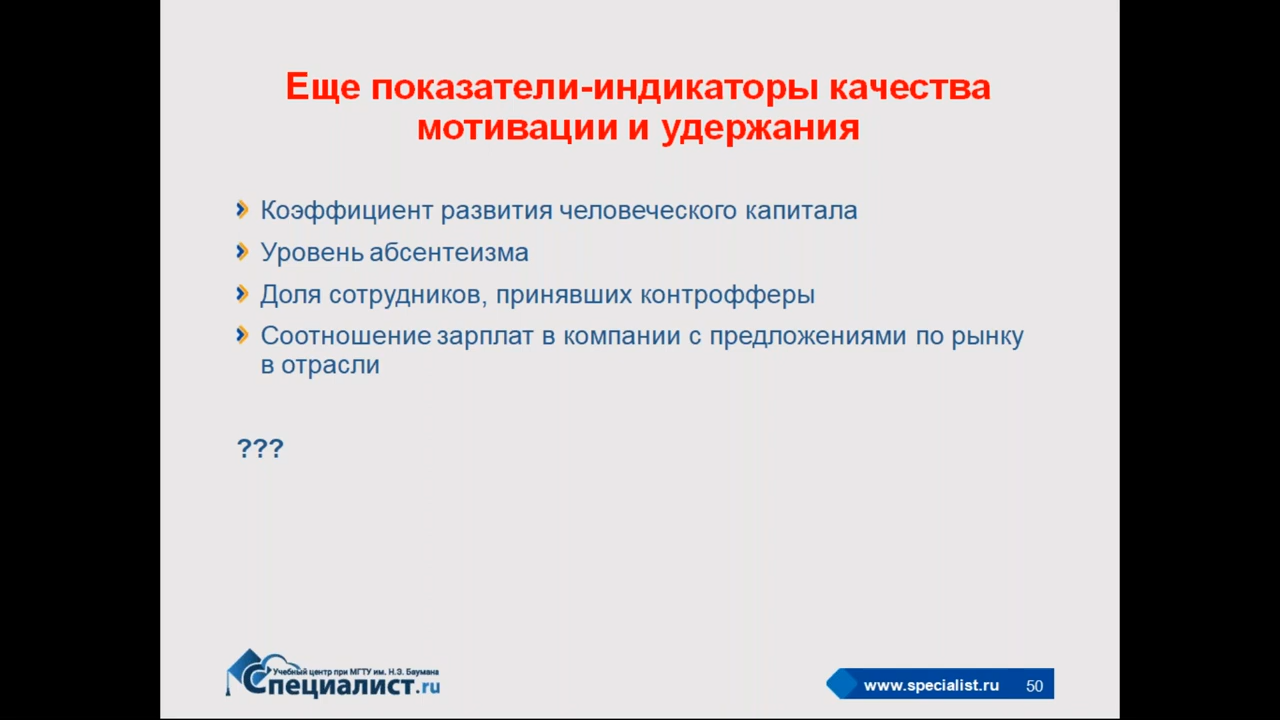 Еще показатели-индикаторы качества
мотивации и удержания
Коэффициент развития человеческого капитала
Уровень абсентеизма
Доля сотрудников, принявших контрофферы
Соотношение зарплат в компании с предложениями по рынку
в отрасли
???
Учебный центр при МГТУ им. Н.Э. Баумана
Специалист.ru
www.specialist.ru 50